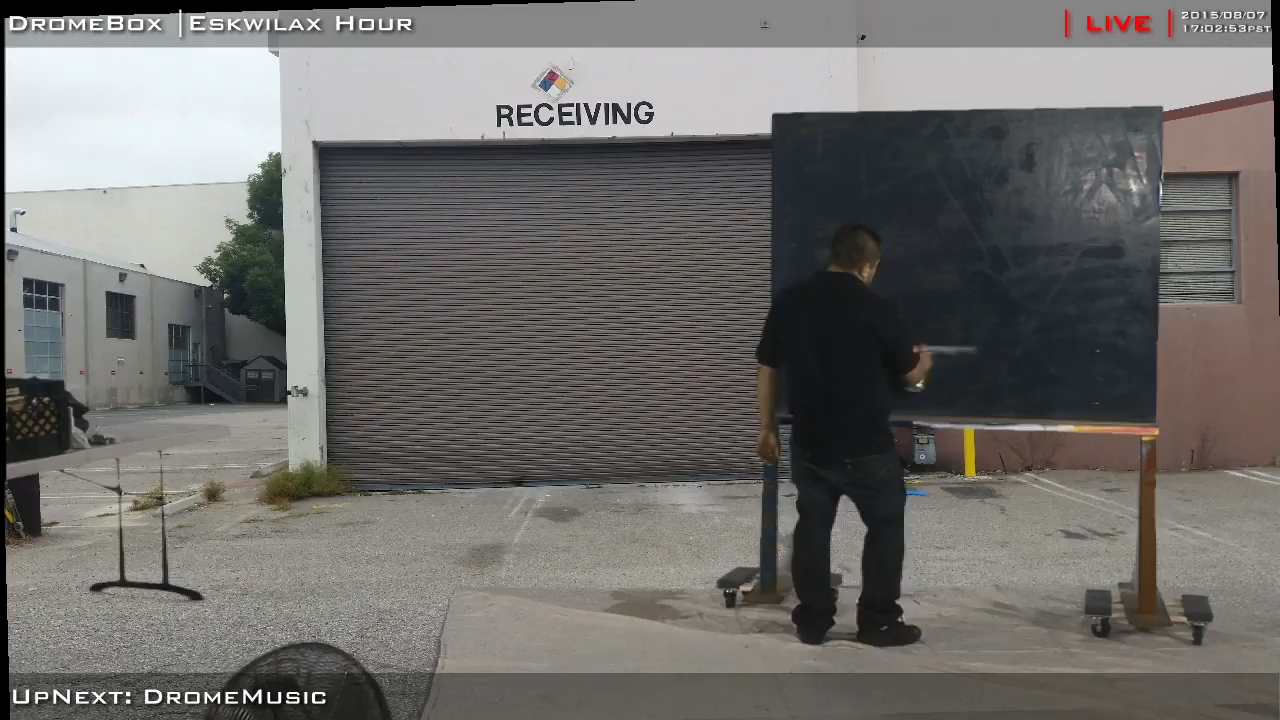 DromeBox |Eskwilax Hour
| LIVE |
2015/08/07
17:02:53PST
RECEIVING
UpNext: DromeMusic